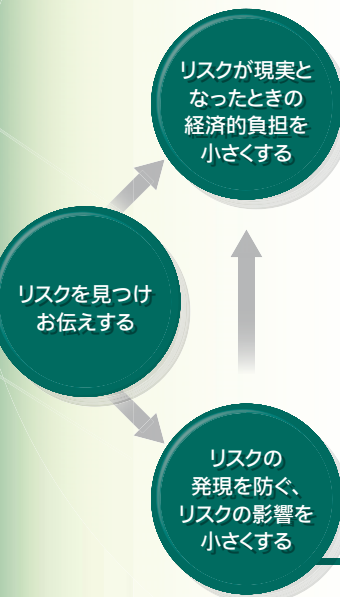 リスクが現実と
なったときの
経済的負担を
小さくする
リスクを見つけ
お伝えする
リスクの
発現を防ぐ、
リスクの影響を
小さくする